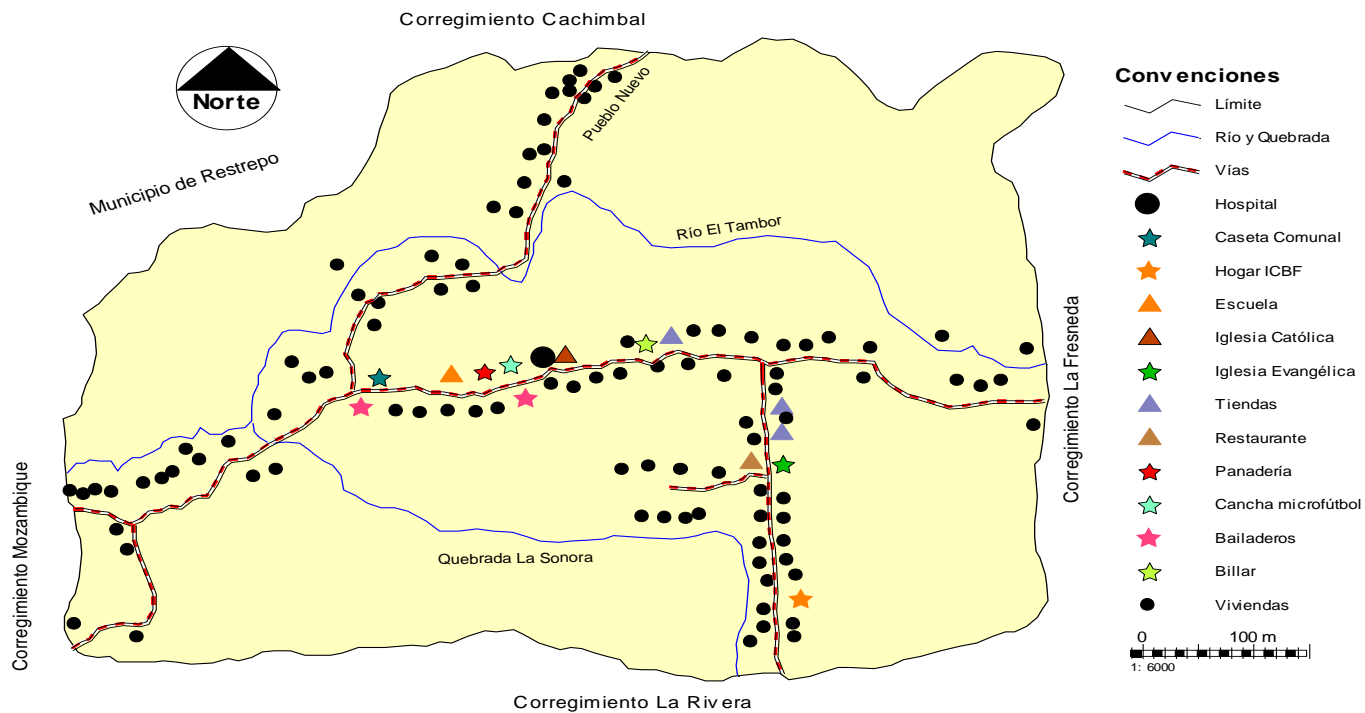 Corregimiento Cachimbal
Norte
Municipio de Restrepo
Pueblo Nuevo
Río El Tambor
Corregimiento La Fresneda
Corregimiento Mozambique
Quebrada La Sonora
Corregimiento La Rivera
Convenciones
Límite
Río y Quebrada
Vías
Hospital
Caseta Comunal
Hogar ICBF
Escuela
Iglesia Católica
Iglesia Evangélica
Tiendas
Restaurante
Panadería
Cancha microfútbol
Bailaderos
Billar
Viviendas
0 100 m
1: 6000